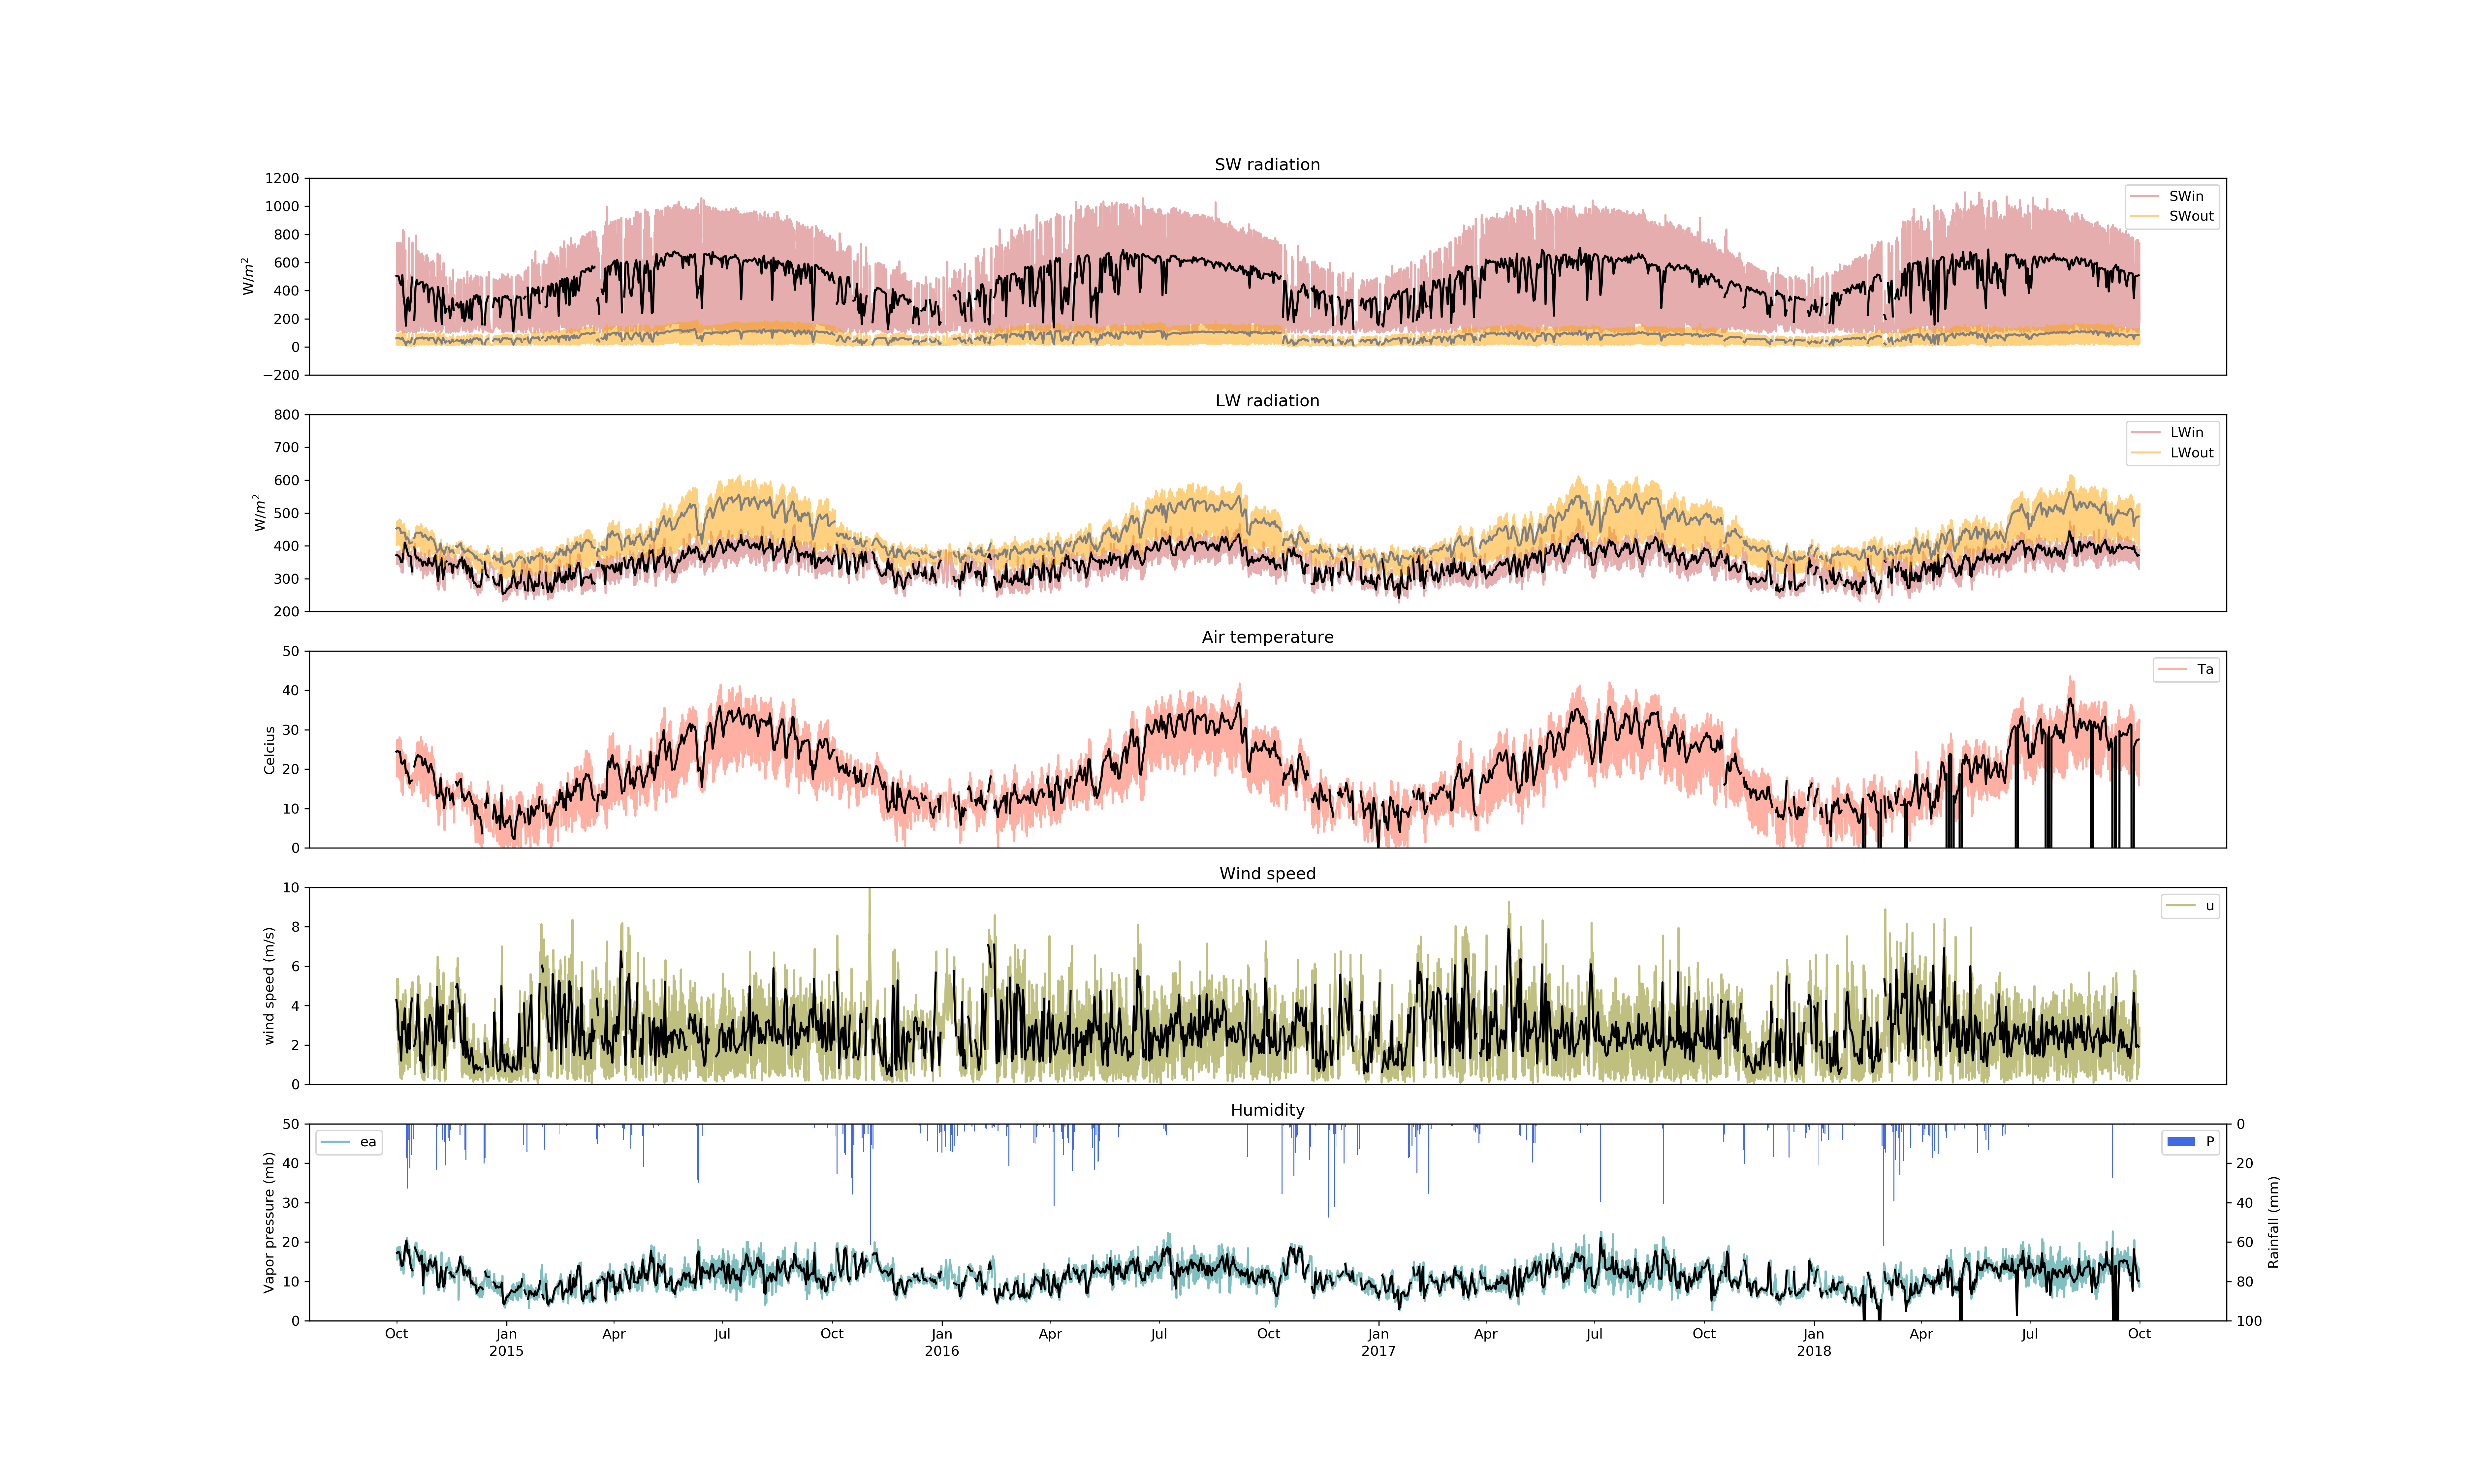 SW radiation
1200
1000
800
600
400
200
0
−200
W/m²
SWin
SWout
LW radiation
800
700
600
500
400
300
200
W/m²
LWin
LWout
Air temperature
50
40
30
20
10
0
Celcius
Ta
Wind speed
10
8
6
4
2
0
wind speed (m/s)
u
Humidity
50
40
30
20
10
0
Vapor pressure (mb)
ea
P
0
20
40
60
80
100
Rainfall (mm)
Oct Jan Apr Jul Oct Jan Apr Jul Oct Jan Apr Jul Oct Jan Apr Jul Oct
2015 2016 2017 2018